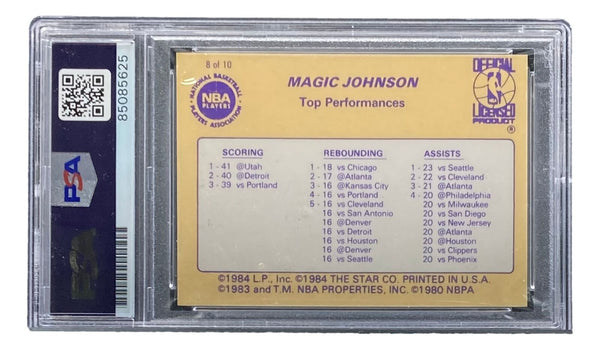 85085625
PSA
8 of 10
NATIONAL BASKETBALL
NBA
PLAYERS
PLAYERS ASSOCIATION
MAGIC JOHNSON
Top Performances
OFFICIAL
NBA
LICENSED
PRODUCT
®
SCORING
1 - 41 @Utah
2 - 40 @Detroit
3 - 39 vs Portland
REBOUNDING
1 - 18 vs Chicago
2 - 17 @Atlanta
3 - 16 @Kansas City
4 - 16 vs Portland
5 - 16 vs Cleveland
16 vs San Antonio
16 @Denver
16 vs Detroit
16 vs Houston
16 @Denver
16 vs Seattle
ASSISTS
1 - 23 vs Seattle
2 - 22 vs Cleveland
3 - 21 @Atlanta
4 - 20 @Philadelphia
20 vs Milwaukee
20 vs San Diego
20 vs New Jersey
20 @Atlanta
20 @Houston
20 vs Clippers
20 vs Phoenix
©1984 L.P., Inc. ©1984 THE STAR CO. PRINTED IN U.S.A.
©1983 and T.M. NBA PROPERTIES, INC. ©1980 NBPA